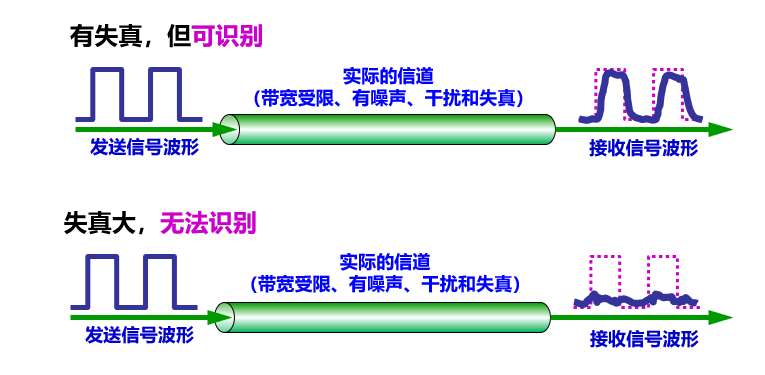 有失真，但可识别
实际的信道
（带宽受限、有噪声、干扰和失真）
发送信号波形
接收信号波形
失真大，无法识别
实际的信道
（带宽受限、有噪声、干扰和失真）
发送信号波形
接收信号波形